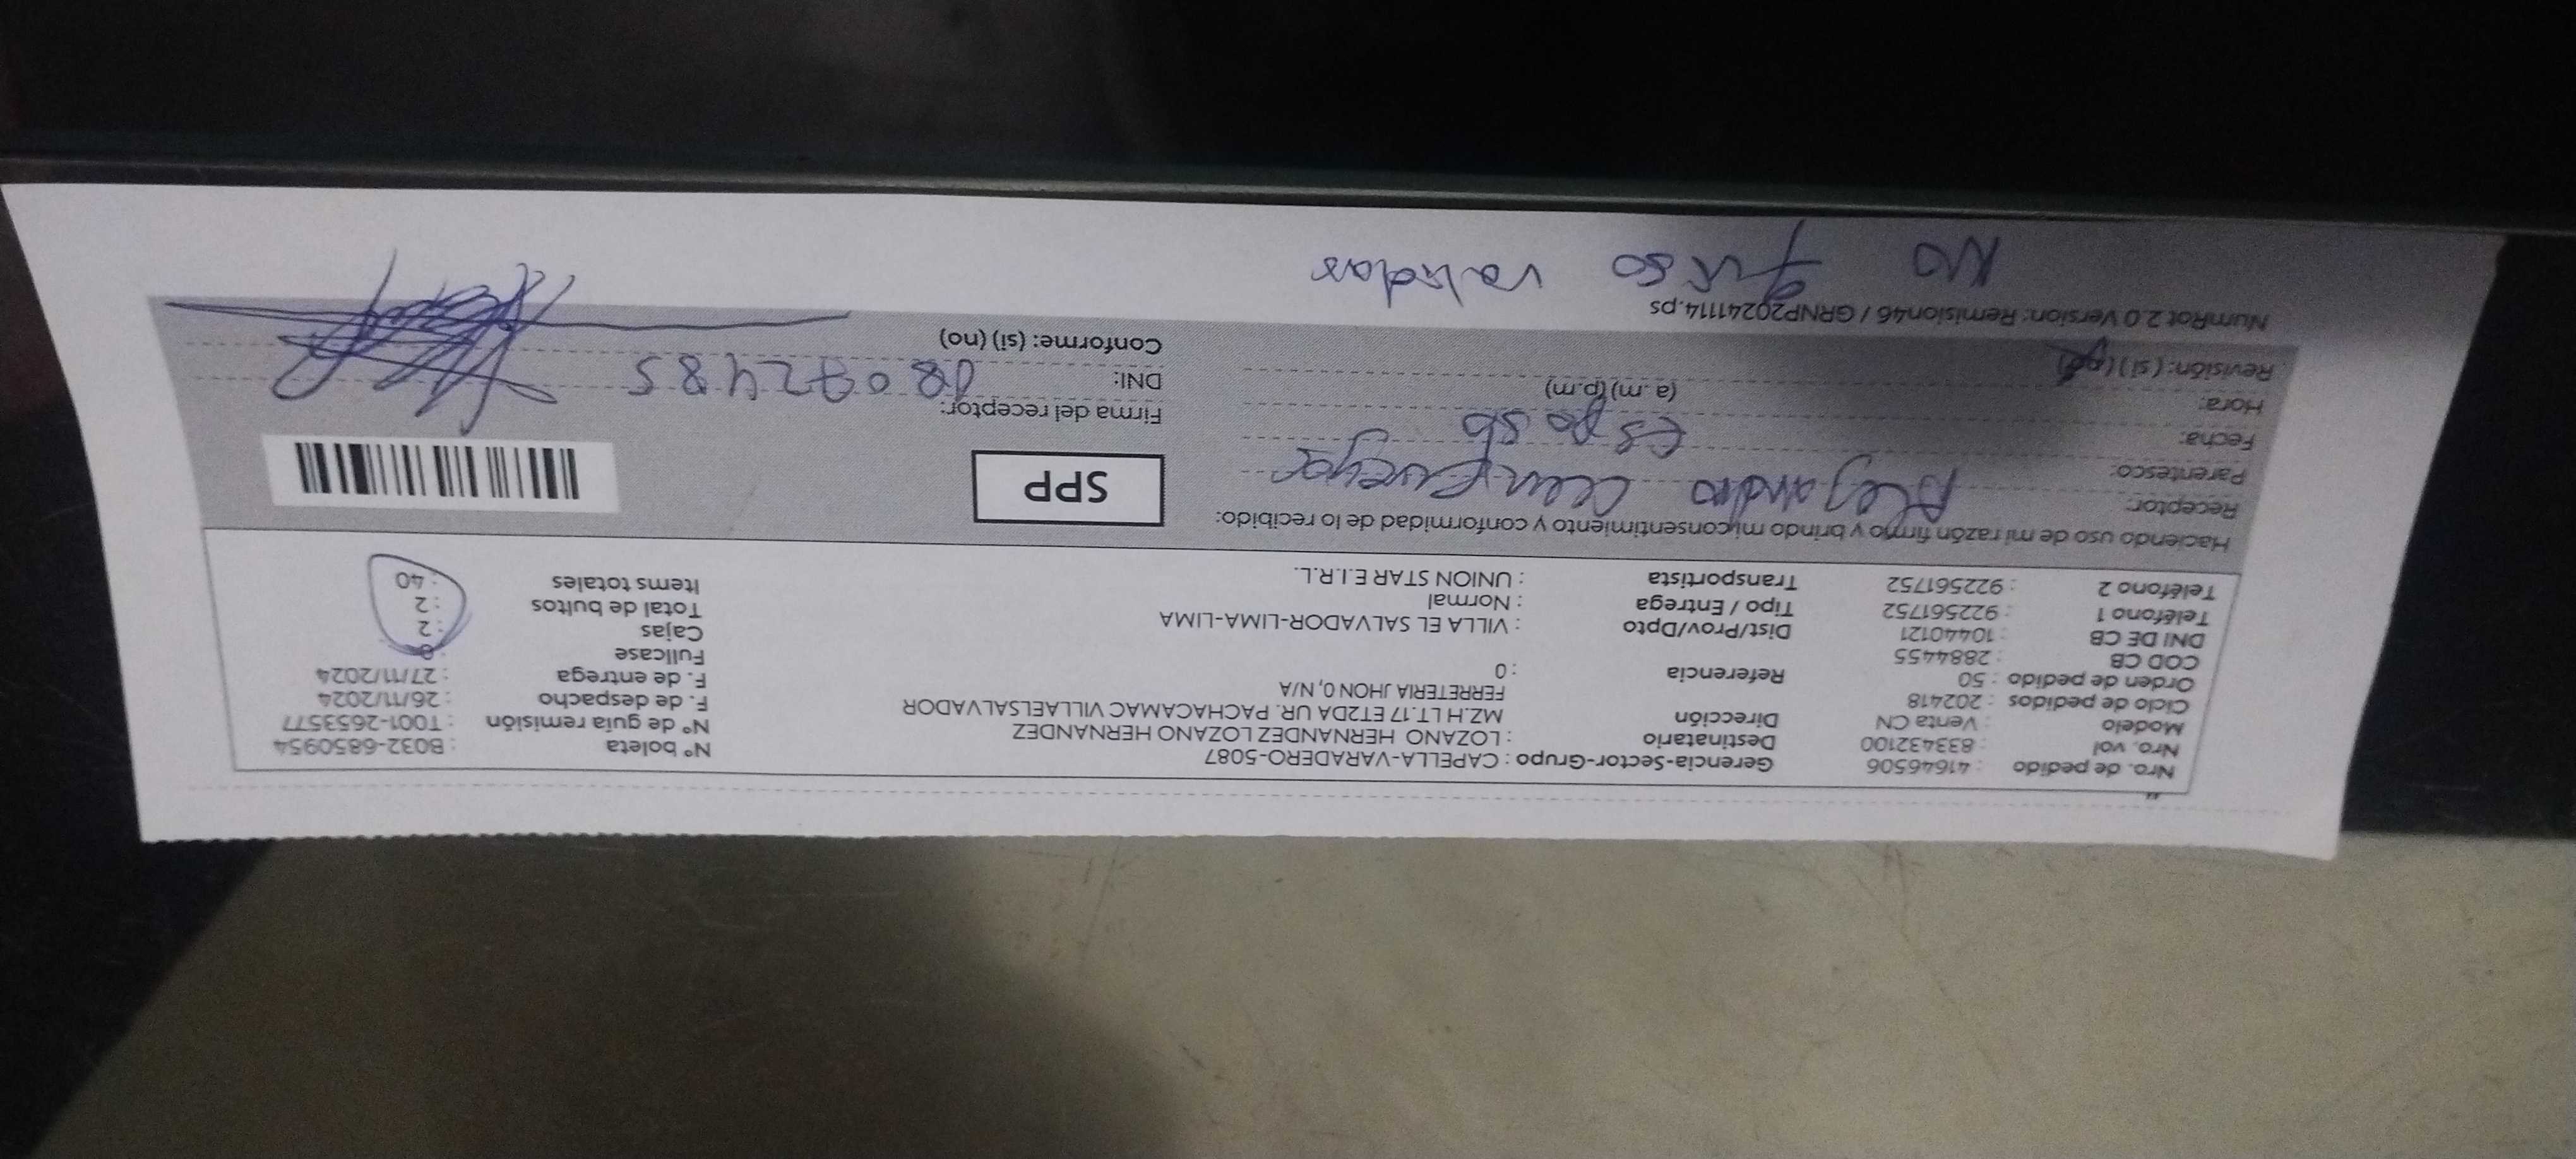 Nro. de pedido : 41646506
Nro. vol : 833432100
Modelo : Venta CN
Ciclo de pedidos : 202418
Orden de pedido : 50
COD CB : 2884455
DNI DE CB : 10440121
Teléfono 1 : 922561752
Teléfono 2 : 922561752
Gerencia-Sector-Grupo : CAPELLA-VARADERO-5087
Destinatario : LOZANO HERNANDEZ LOZANO HERNANDEZ
Dirección MZ.H LT.17 ET2DA UR. PACHACAMAC VILLAELSALVADOR
FERRETERIA JHON 0, N/A
Referencia : 0
Dist/Prov/Dpto : VILLA EL SALVADOR-LIMA-LIMA
Tipo / Entrega : Normal
Transportista : UNION STAR E.I.R.L.
Nº boleta : B032-6850954
Nº de guía remisión : T001-2653577
F. de despacho : 26/11/2024
F. de entrega : 27/11/2024
Fullcase : 0
Cajas : 2
Total de bultos : 2
Items totales : 40
Haciendo uso de mi razón firmo y brindo mi consentimiento y conformidad de lo recibido:
Receptor: Alejandro
Parentesco: Esposo
Fecha:
Hora: (a.m) (p.m)
Revisión: (si) (no)
SPP
Firma del receptor:
DNI:
Conforme: (si) (no)
NumRot 2.0 Version: Remision46 / GRNP20241114.ps
No quiso validar